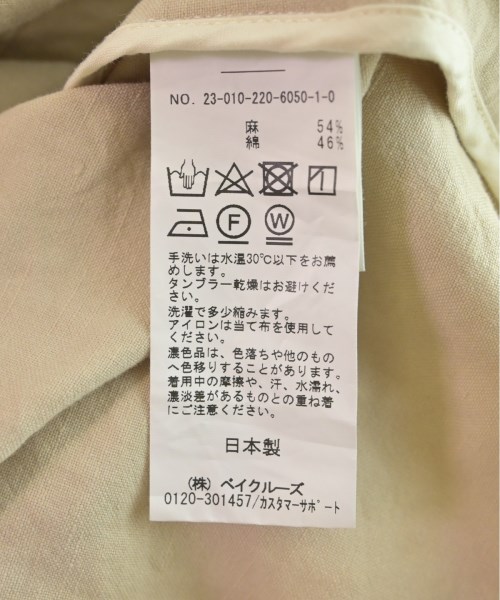 NO. 23-010-220-6050-1-0
麻 54%
綿 46%
F W
手洗いは水温30℃以下をお薦
めします。
タンブラー乾燥はお避けくだ
さい。
洗濯で多少縮みます。
アイロンは当て布を使用して
ください。
濃色品は、色落ちや他のもの
へ色移りすることがあります。
着用中の摩擦や、汗、水濡れ、
濃淡差があるものとの重ね着
にご注意ください。
日本製
(株) ベイクルーズ
0120-301457/カスタマーサポート